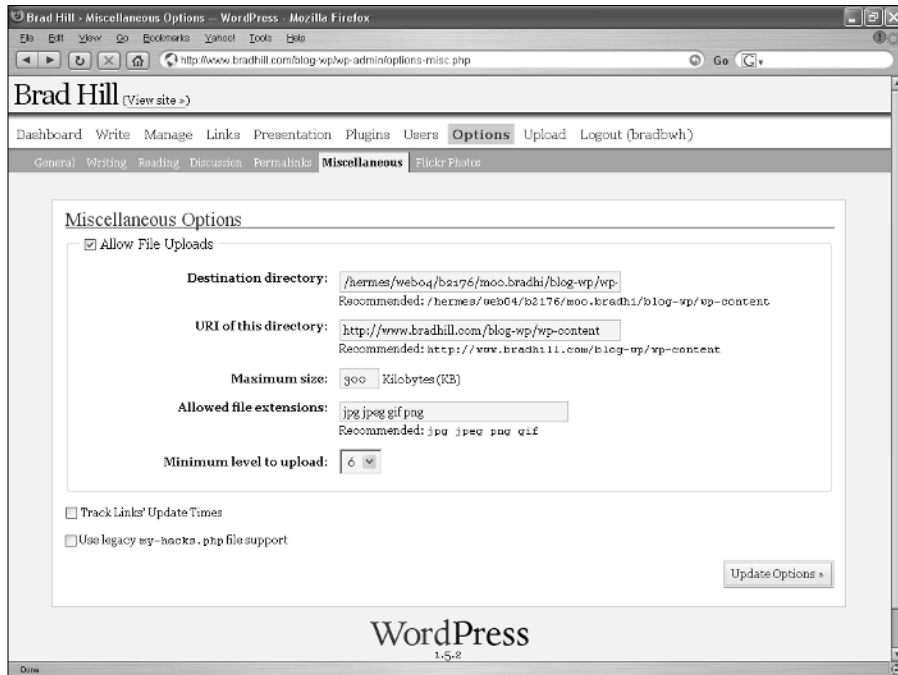 Brad Hill › Miscellaneous Options — WordPress - Mozilla Firefox
File Edit View Go Bookmarks Yahoo! Tools Help
http://www.bradhill.com/blog-wp/wp-admin/options-misc.php Go
Brad Hill (View site »)
Dashboard Write Manage Links Presentation Plugins Users Options Upload Logout (bradbwh)
General Writing Reading Discussion Permalinks Miscellaneous Flickr Photos
Miscellaneous Options
Allow File Uploads
Destination directory: /hermes/web04/b2176/moo.bradhi/blog-wp/wp-
Recommended: /hermes/web04/b2176/moo.bradhi/blog-wp/wp-content
URI of this directory: http://www.bradhill.com/blog-wp/wp-content
Recommended: http://www.bradhill.com/blog-wp/wp-content
Maximum size: 300 Kilobytes (KB)
Allowed file extensions: jpg jpeg gif png
Recommended: jpg jpeg png gif
Minimum level to upload: 6
Track Links' Update Times
Use legacy my-hacks.php file support
Update Options »
WordPress
1.5.2
Done